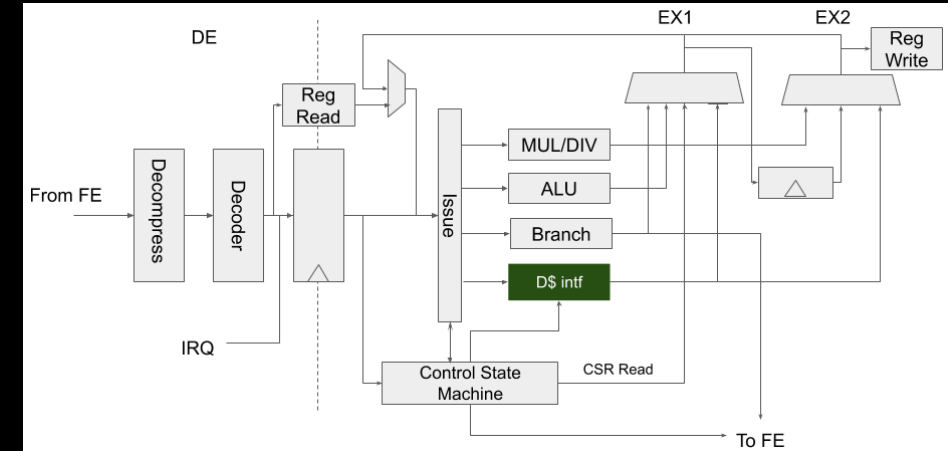 EX1
EX2
DE
Reg
Write
Reg
Read
MUL/DIV
From FE
Decompress
Decoder
Issue
ALU
Branch
D$ intf
IRQ
Control State
Machine
CSR Read
To FE